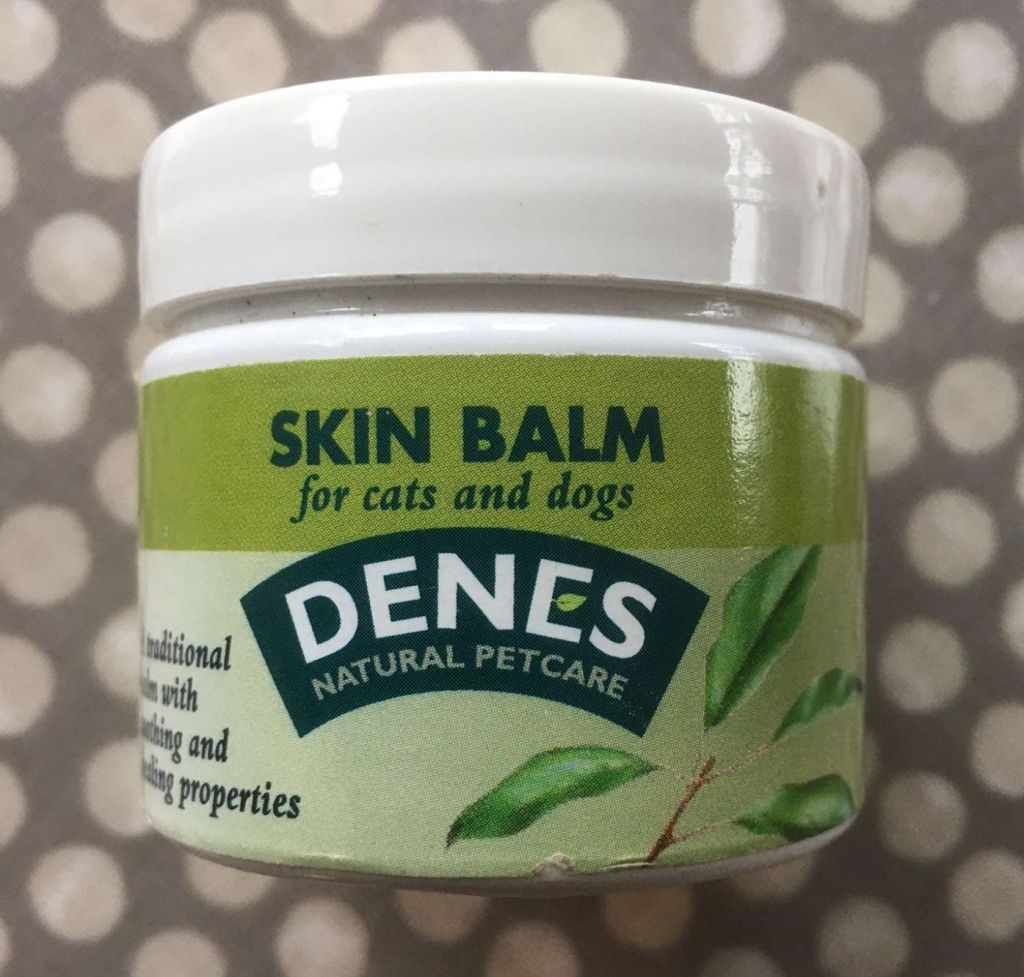 SKIN BALM
for cats and dogs
DENES
NATURAL PETCARE
traditional
with
and
properties